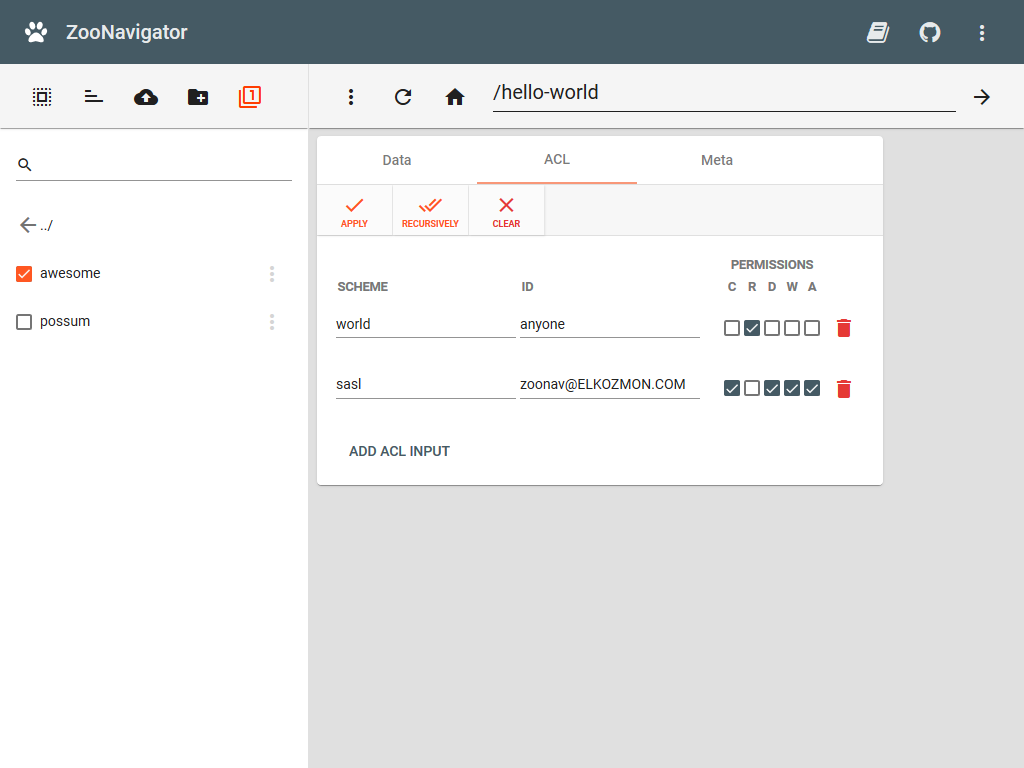 ZooNavigator
1
/hello-world
../
awesome
possum
Data ACL Meta
APPLY RECURSIVELY CLEAR
PERMISSIONS
SCHEME ID C R D W A
world anyone
sasl zoonav@ELKOZMON.COM
ADD ACL INPUT